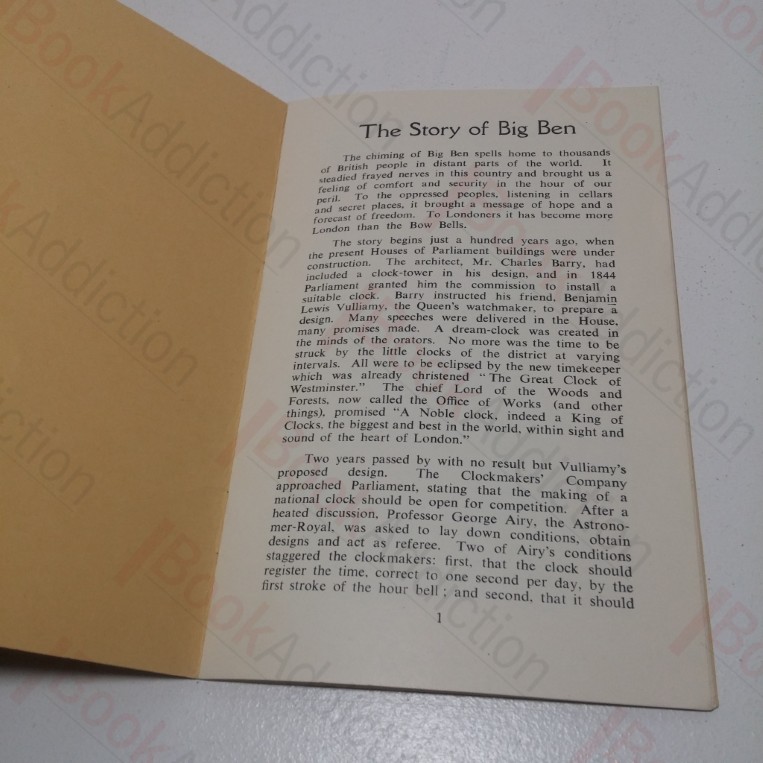 The Story of Big Ben
The chiming of Big Ben spells home to thousands
of British people in distant parts of the world. It
steadied frayed nerves in this country and brought us a
feeling of comfort and security in the hour of our
peril. To the oppressed peoples, listening in cellars
and secret places, it brought a message of hope and a
forecast of freedom. To Londoners it has become more
London than the Bow Bells.
The story begins just a hundred years ago, when
the present Houses of Parliament buildings were under
construction. The architect, Mr. Charles Barry, had
included a clock-tower in his design, and in 1844
Parliament granted him the commission to install a
suitable clock. Barry instructed his friend, Benjamin
Lewis Vulliamy, the Queen's watchmaker, to prepare a
design. Many speeches were delivered in the House,
many promises made. A dream-clock was created in
the minds of the orators. No more was the time to be
struck by the little clocks of the district at varying
intervals. All were to be eclipsed by the new timekeeper
which was already christened "The Great Clock of
Westminster." The chief Lord of the Woods and
Forests, now called the Office of Works (and other
things), promised "A Noble clock, indeed a King of
Clocks, the biggest and best in the world, within sight and
sound of the heart of London."
Two years passed by with no result but Vulliamy's
proposed design. The Clockmakers' Company
approached Parliament, stating that the making of a
national clock should be open for competition. After a
heated discussion, Professor George Airy, the Astrono-
mer-Royal, was asked to lay down conditions, obtain
designs and act as referee. Two of Airy's conditions
staggered the clockmakers: first, that the clock should
register the time, correct to one second per day, by the
first stroke of the hour bell; and second, that it should
1
BookAddiction